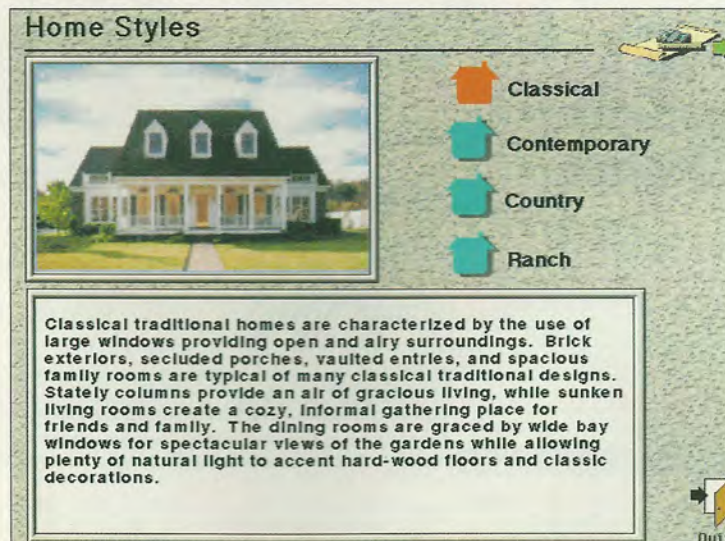 Home Styles
Classical
Contemporary
Country
Ranch
Classical traditional homes are characterized by the use of
large windows providing open and airy surroundings.  Brick
exteriors, secluded porches, vaulted entries, and spacious
family rooms are typical of many classical traditional designs.
Stately columns provide an air of gracious living, while sunken
living rooms create a cozy, informal gathering place for
friends and family.  The dining rooms are graced by wide bay
windows for spectacular views of the gardens while allowing
plenty of natural light to accent hard-wood floors and classic
decorations.